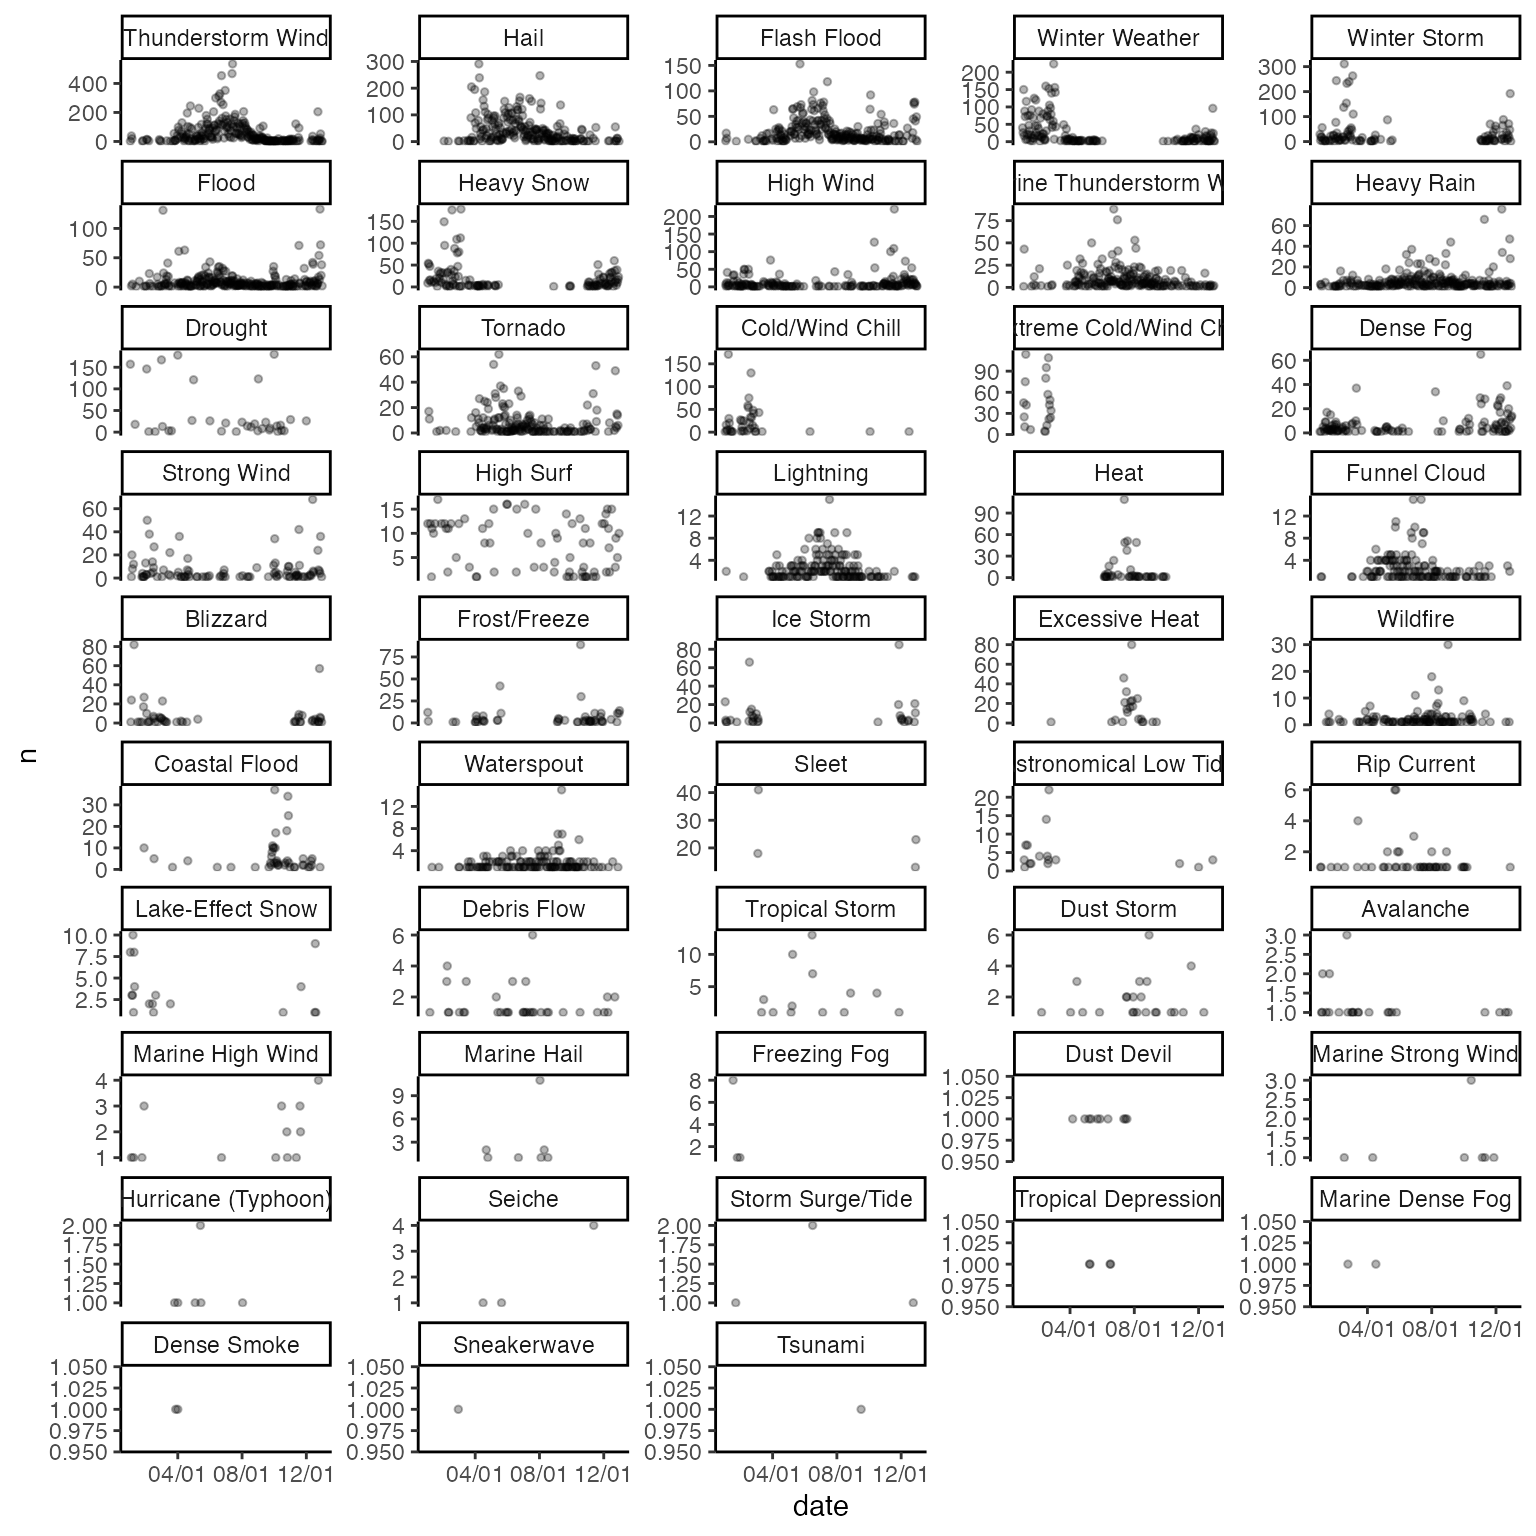 Thunderstorm Wind Hail Flash Flood Winter Weather Winter Storm
400 200 0
300 200 100 0
150 100 50 0
200 150 100 50 0
300 200 100 0
Flood Heavy Snow High Wind ine Thunderstorm W Heavy Rain
100 50 0
150 100 50 0
200 150 100 50 0
75 50 25 0
60 40 20 0
Drought Tornado Cold/Wind Chill xtreme Cold/Wind Ch Dense Fog
150 100 50 0
60 40 20 0
150 100 50 0
90 60 30 0
60 40 20 0
Strong Wind High Surf Lightning Heat Funnel Cloud
60 40 20 0
15 10 5
12 8 4
90 60 30 0
12 8 4
Blizzard Frost/Freeze Ice Storm Excessive Heat Wildfire
80 60 40 20 0
75 50 25 0
80 60 40 20 0
80 60 40 20 0
30 20 10 0
n
Coastal Flood Waterspout Sleet stronomical Low Tid Rip Current
30 20 10 0
12 8 4
40 30 20
20 15 10 5 0
6 4 2
Lake-Effect Snow Debris Flow Tropical Storm Dust Storm Avalanche
10.0 7.5 5.0 2.5
6 4 2
10 5
6 4 2
3.0 2.5 2.0 1.5 1.0
Marine High Wind Marine Hail Freezing Fog Dust Devil Marine Strong Wind
4 3 2 1
9 6 3
8 6 4 2
1.050 1.025 1.000 0.975 0.950
3.0 2.5 2.0 1.5 1.0
Hurricane (Typhoon) Seiche Storm Surge/Tide Tropical Depression Marine Dense Fog
2.00 1.75 1.50 1.25 1.00
4 3 2 1
2.00 1.75 1.50 1.25 1.00
1.050 1.025 1.000 0.975 0.950
1.050 1.025 1.000 0.975 0.950
04/01 08/01 12/01 04/01 08/01 12/01
Dense Smoke Sneakerwave Tsunami
1.050 1.025 1.000 0.975 0.950
1.050 1.025 1.000 0.975 0.950
1.050 1.025 1.000 0.975 0.950
04/01 08/01 12/01 04/01 08/01 12/01 04/01 08/01 12/01
date